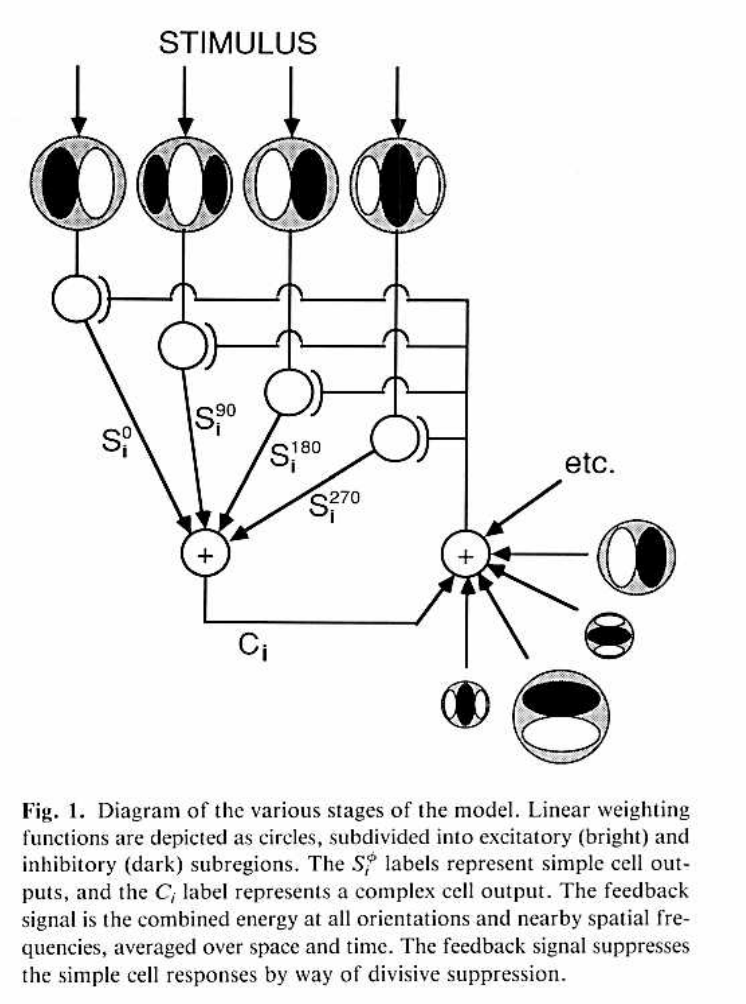 STIMULUS
S_i^0
S_i^90
S_i^180
S_i^270
etc.
+
+
C_i
Fig. 1. Diagram of the various stages of the model. Linear weighting
functions are depicted as circles, subdivided into excitatory (bright) and
inhibitory (dark) subregions. The S_i^ϕ labels represent simple cell out-
puts, and the C_i label represents a complex cell output. The feedback
signal is the combined energy at all orientations and nearby spatial fre-
quencies, averaged over space and time. The feedback signal suppresses
the simple cell responses by way of divisive suppression.